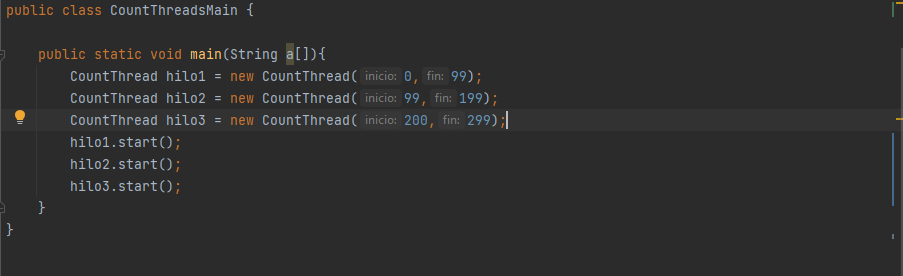 public class CountThreadsMain {
public static void main(String a[]){
CountThread hilo1 = new CountThread( inicio: 0, fin: 99);
CountThread hilo2 = new CountThread( inicio: 99, fin: 199);
CountThread hilo3 = new CountThread( inicio: 200, fin: 299);
hilo1.start();
hilo2.start();
hilo3.start();
}
}